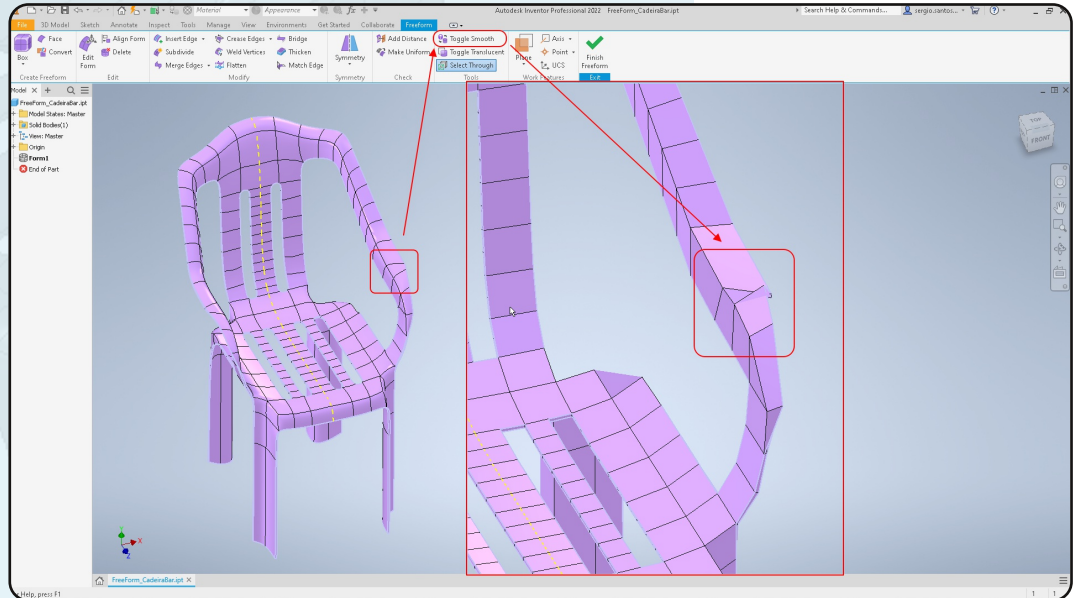 Material
Appearance
Autodesk Inventor Professional 2022 FreeForm_CadeiraBar.ipt
Search Help & Commands...
sergio.santos...
File 3D Model Sketch Annotate Inspect Tools Manage View Environments Get Started Collaborate Freeform
Box
Face
Convert
Create Freeform
Edit Form
Align Form
Delete
Edit
Insert Edge
Subdivide
Merge Edges
Crease Edges
Weld Vertices
Flatten
Bridge
Thicken
Match Edge
Modify
Symmetry
Symmetry
Add Distance
Make Uniform
Check
Toggle Smooth
Toggle Translucent
Select Through
Tools
Plane
Axis
Point
UCS
Work Features
Finish Freeform
Exit
Model
FreeForm_CadeiraBar.ipt
Model States: Master
Solid Bodies(1)
View: Master
Origin
Form1
End of Part
TOP
FRONT
Y
X
Z
FreeForm_CadeiraBar.ipt
Help, press F1
1 1